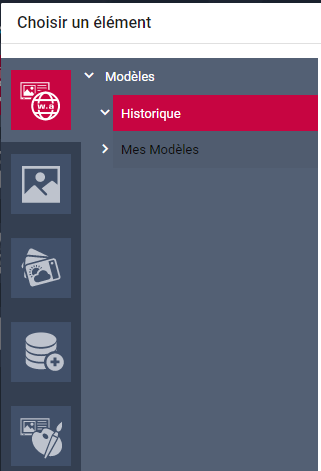 Choisir un élément
Modèles
w.a
Historique
Mes Modèles